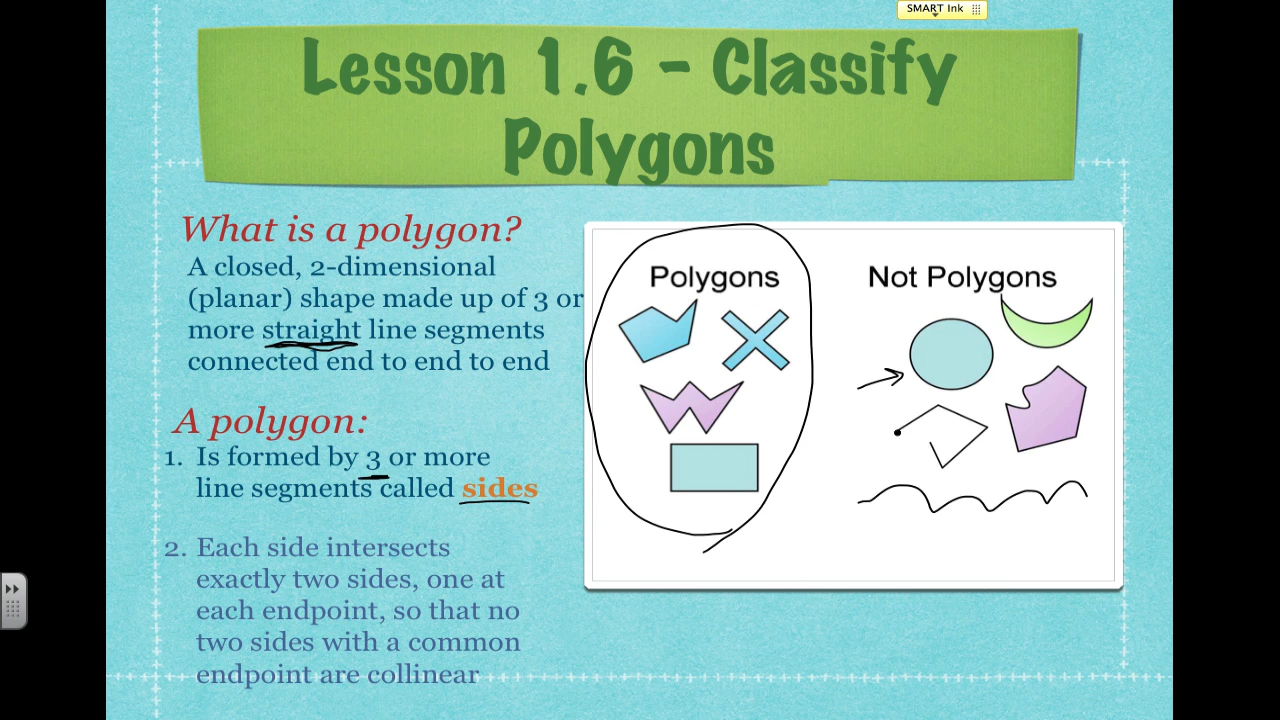 SMART Ink
Lesson 1.6 - Classify
Polygons
What is a polygon?
A closed, 2-dimensional
(planar) shape made up of 3 or
more straight line segments
connected end to end to end
A polygon:
1. Is formed by 3 or more
line segments called sides
2. Each side intersects
exactly two sides, one at
each endpoint, so that no
two sides with a common
endpoint are collinear
Polygons
Not Polygons